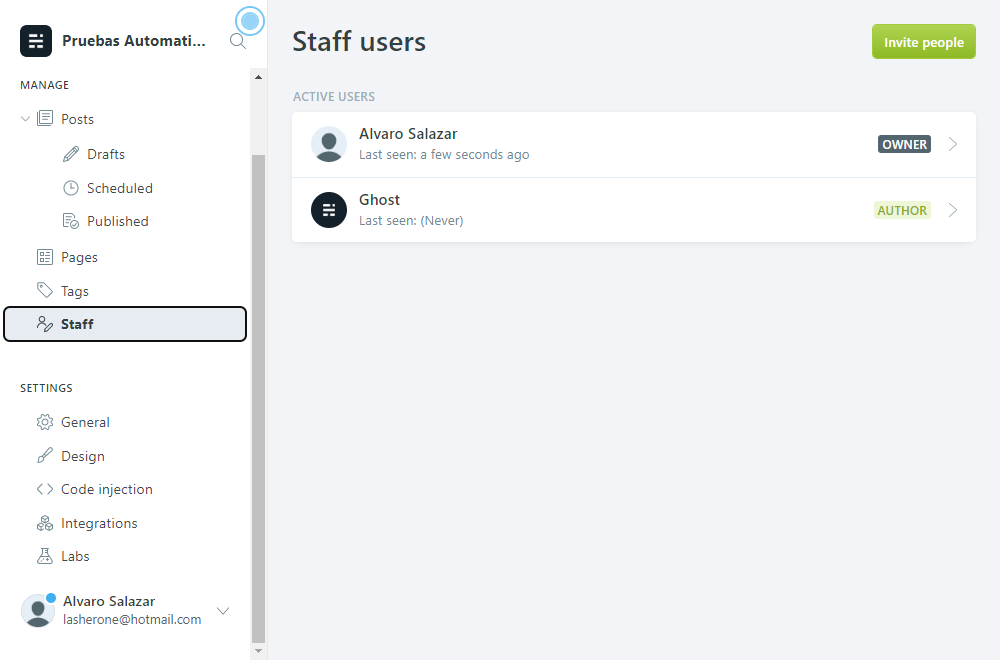 Pruebas Automati...
MANAGE
Posts
Drafts
Scheduled
Published
Pages
Tags
Staff
SETTINGS
General
Design
Code injection
Integrations
Labs
Alvaro Salazar
lasherone@hotmail.com
Staff users
Invite people
ACTIVE USERS
Alvaro Salazar
Last seen: a few seconds ago
OWNER
Ghost
Last seen: (Never)
AUTHOR